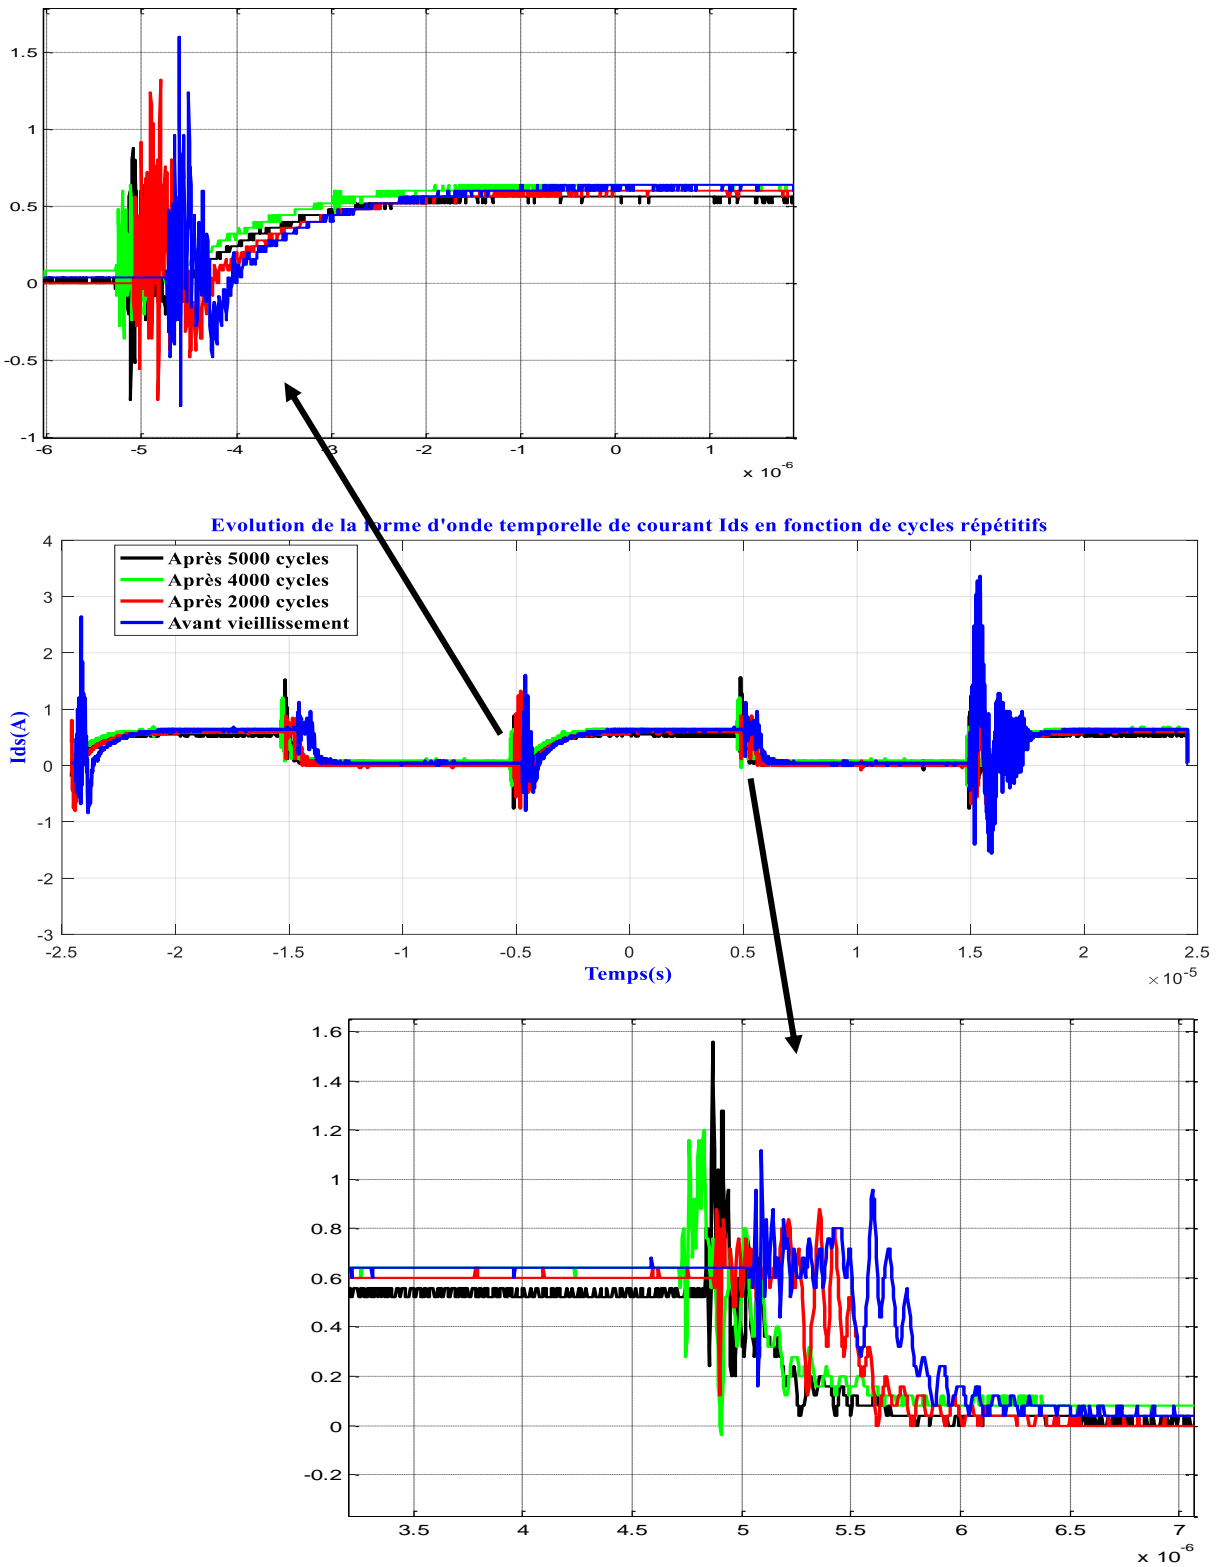 1.5
1
0.5
0
-0.5
-1
-6 -5 -4 -3 -2 -1 0 1
x 10-6
Evolution de la forme d'onde temporelle de courant Ids en fonction de cycles répétitifs
4
3
2
1
0
-1
-2
-3
Ids(A)
Après 5000 cycles
Après 4000 cycles
Après 2000 cycles
Avant vieillissement
-2.5 -2 -1.5 -1 -0.5 0 0.5 1 1.5 2 2.5
Temps(s)
×10-5
1.6
1.4
1.2
1
0.8
0.6
0.4
0.2
0
-0.2
3.5 4 4.5 5 5.5 6 6.5 7
x 10-6